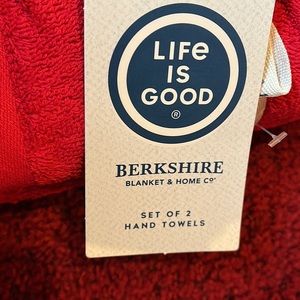 LIFE
IS
GOOD
®
BERKSHIRE
BLANKET & HOME CO.
SET OF 2
HAND TOWELS